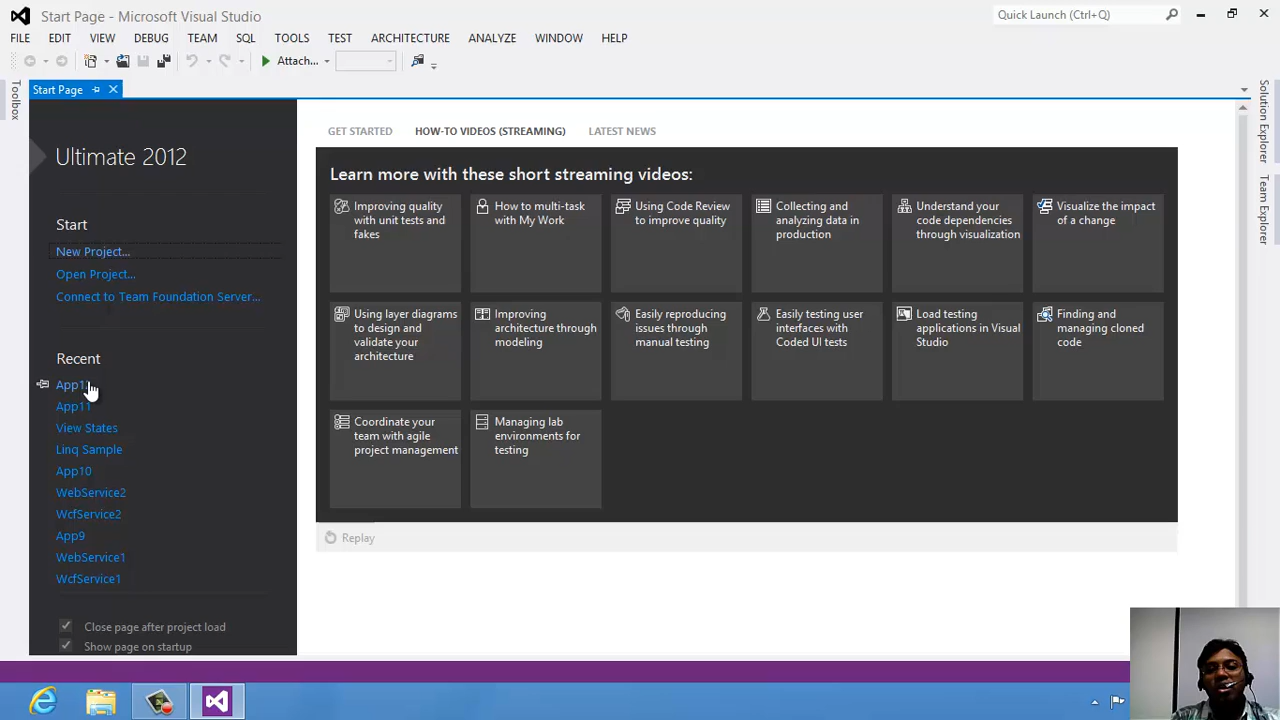 Start Page - Microsoft Visual Studio
Quick Launch (Ctrl+Q)
FILE EDIT VIEW DEBUG TEAM SQL TOOLS TEST ARCHITECTURE ANALYZE WINDOW HELP
Attach...
Toolbox
Start Page
Solution Explorer
Team Explorer
Ultimate 2012
Start
New Project...
Open Project...
Connect to Team Foundation Server...
Recent
App11
View States
Linq Sample
App10
WebService2
WcfService2
App9
WebService1
WcfService1
Close page after project load
Show page on startup
GET STARTED HOW-TO VIDEOS (STREAMING) LATEST NEWS
Learn more with these short streaming videos:
Improving quality
with unit tests and
fakes
How to multi-task
with My Work
Using Code Review
to improve quality
Collecting and
analyzing data in
production
Understand your
code dependencies
through visualization
Visualize the impact
of a change
Using layer diagrams
to design and
validate your
architecture
Improving
architecture through
modeling
Easily reproducing
issues through
manual testing
Easily testing user
interfaces with
Coded UI tests
Load testing
applications in Visual
Studio
Finding and
managing cloned
code
Coordinate your
team with agile
project management
Managing lab
environments for
testing
Replay